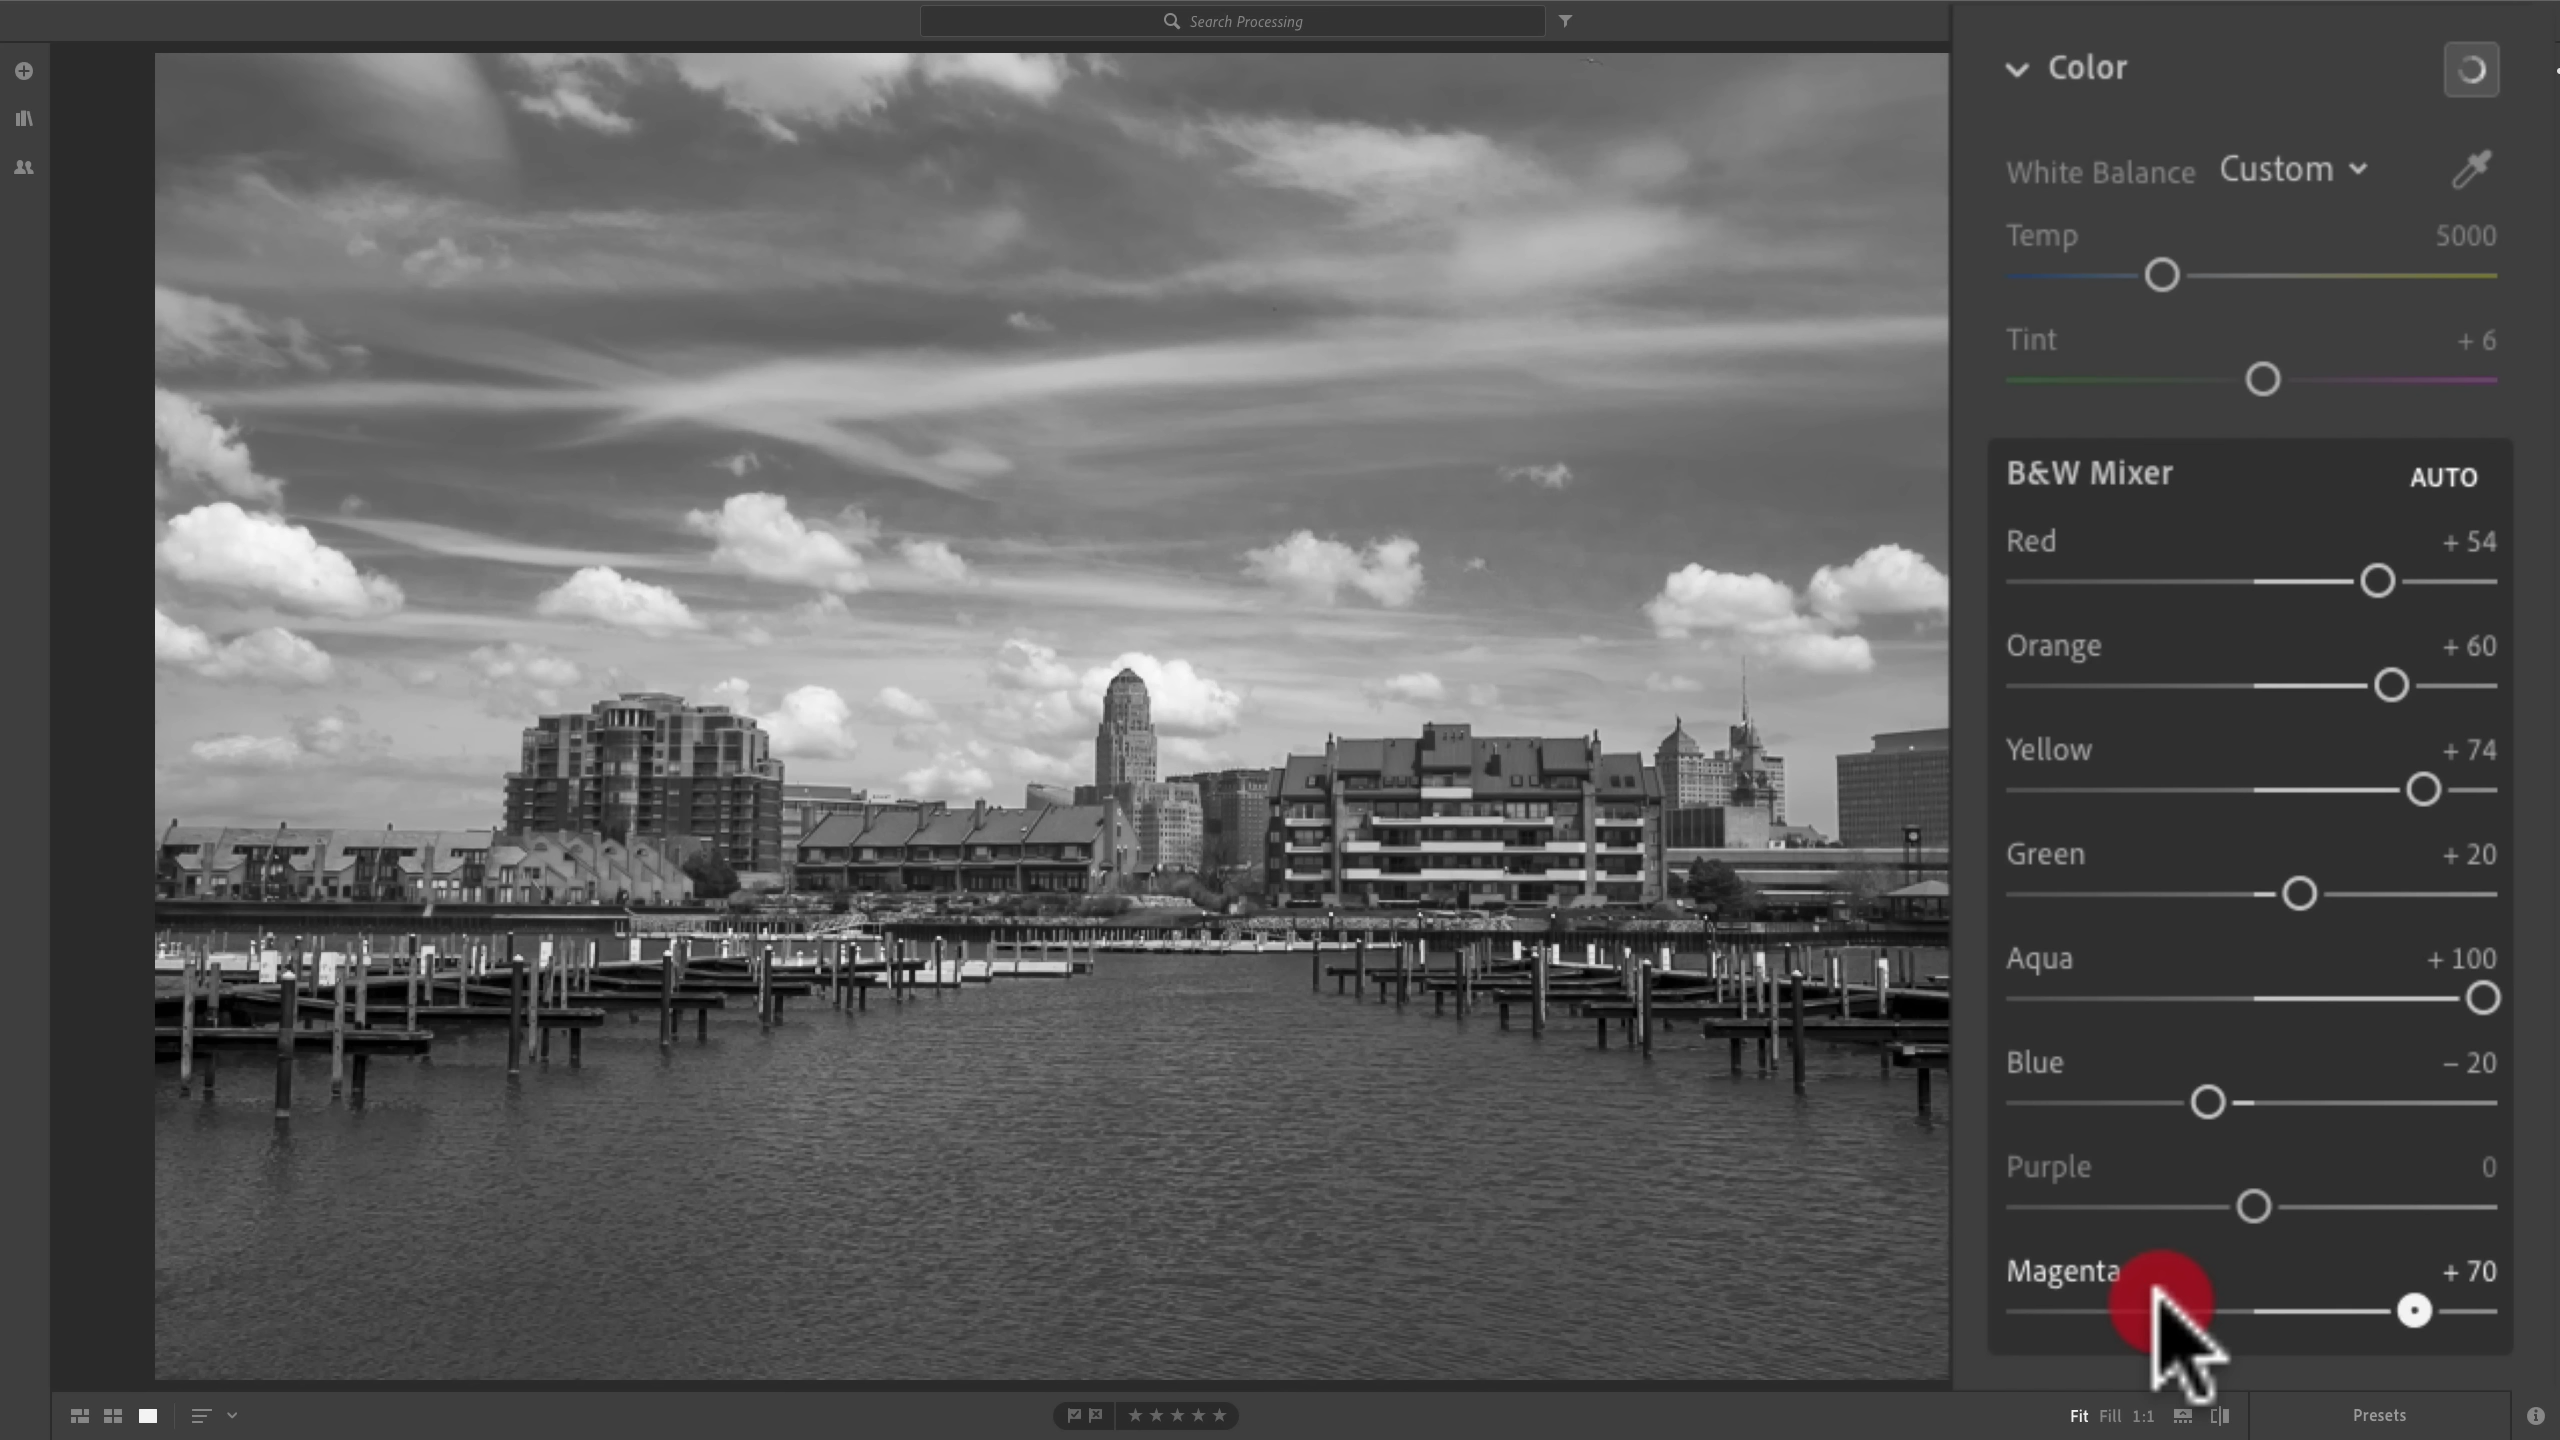 Search Processing
Color
White Balance Custom
Temp 5000
Tint + 6
B&W Mixer AUTO
Red + 54
Orange + 60
Yellow + 74
Green + 20
Aqua + 100
Blue – 20
Purple 0
Magenta + 70
Fit Fill 1:1 Presets